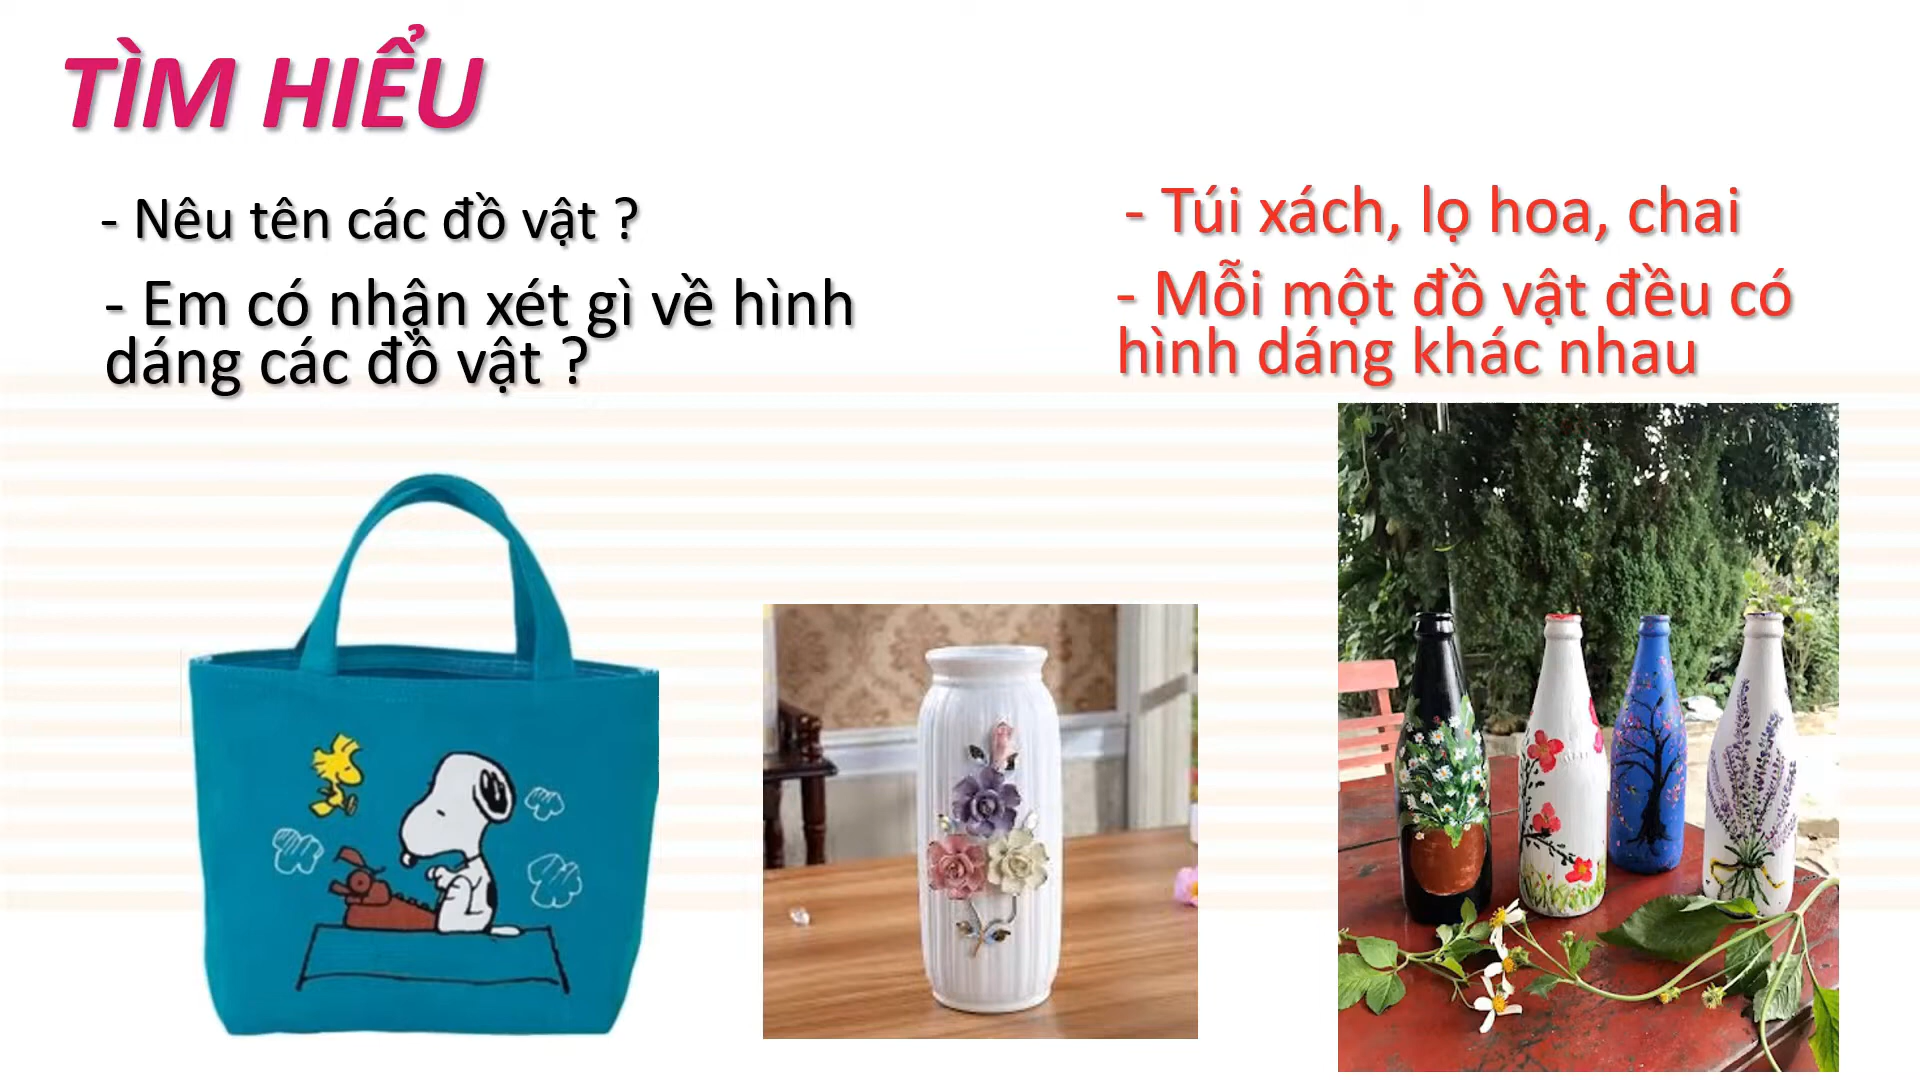 TÌM HIỂU
- Nêu tên các đồ vật ?
- Em có nhận xét gì về hình
dáng các đồ vật ?
- Túi xách, lọ hoa, chai
- Mỗi một đồ vật đều có
hình dáng khác nhau